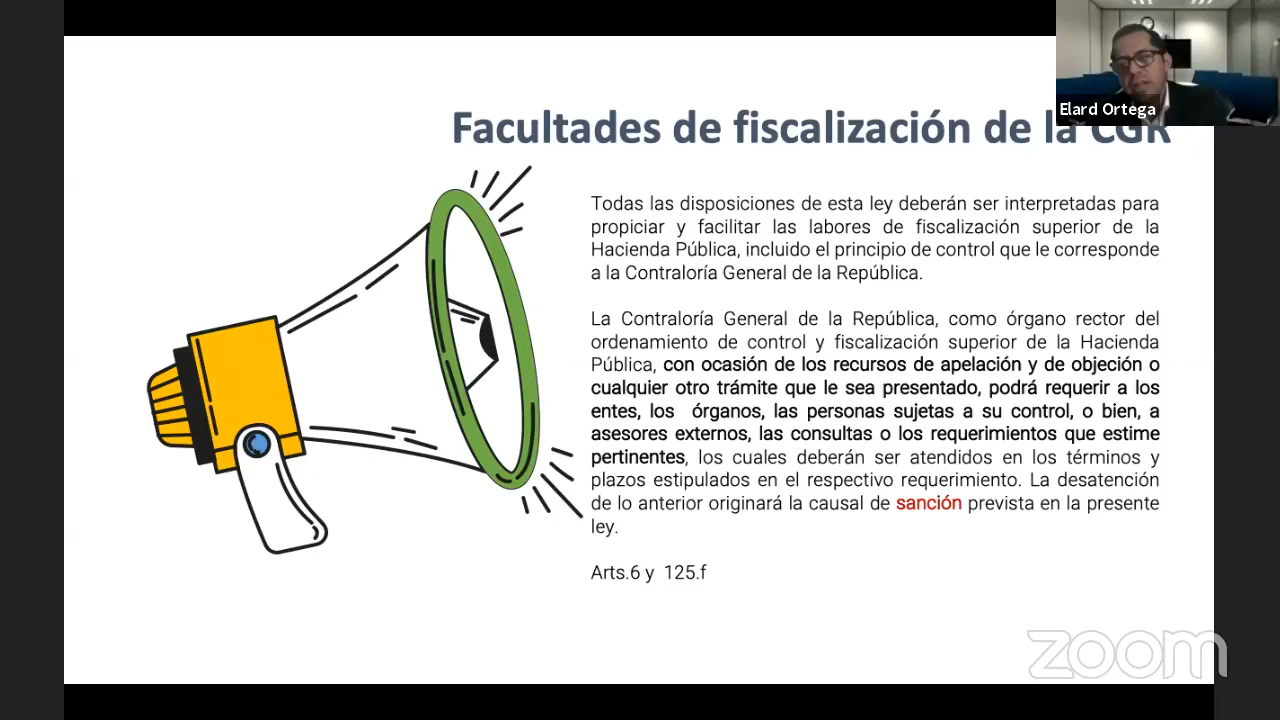 Elard Ortega
Facultades de fiscalización de la CGR
Todas las disposiciones de esta ley deberán ser interpretadas para
propiciar y facilitar las labores de fiscalización superior de la
Hacienda Pública, incluido el principio de control que le corresponde
a la Contraloría General de la República.
La Contraloría General de la República, como órgano rector del
ordenamiento de control y fiscalización superior de la Hacienda
Pública, con ocasión de los recursos de apelación y de objeción o
cualquier otro trámite que le sea presentado, podrá requerir a los
entes, los órganos, las personas sujetas a su control, o bien, a
asesores externos, las consultas o los requerimientos que estime
pertinentes, los cuales deberán ser atendidos en los términos y
plazos estipulados en el respectivo requerimiento. La desatención
de lo anterior originará la causal de sanción prevista en la presente
ley.
Arts.6 y 125.f
zoom